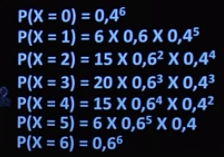 P(X = 0) = 0,4⁶
P(X = 1) = 6 X 0,6 X 0,4⁵
P(X = 2) = 15 X 0,6² X 0,4⁴
P(X = 3) = 20 X 0,6³ X 0,4³
P(X = 4) = 15 X 0,6⁴ X 0,4²
P(X = 5) = 6 X 0,6⁵ X 0,4
P(X = 6) = 0,6⁶